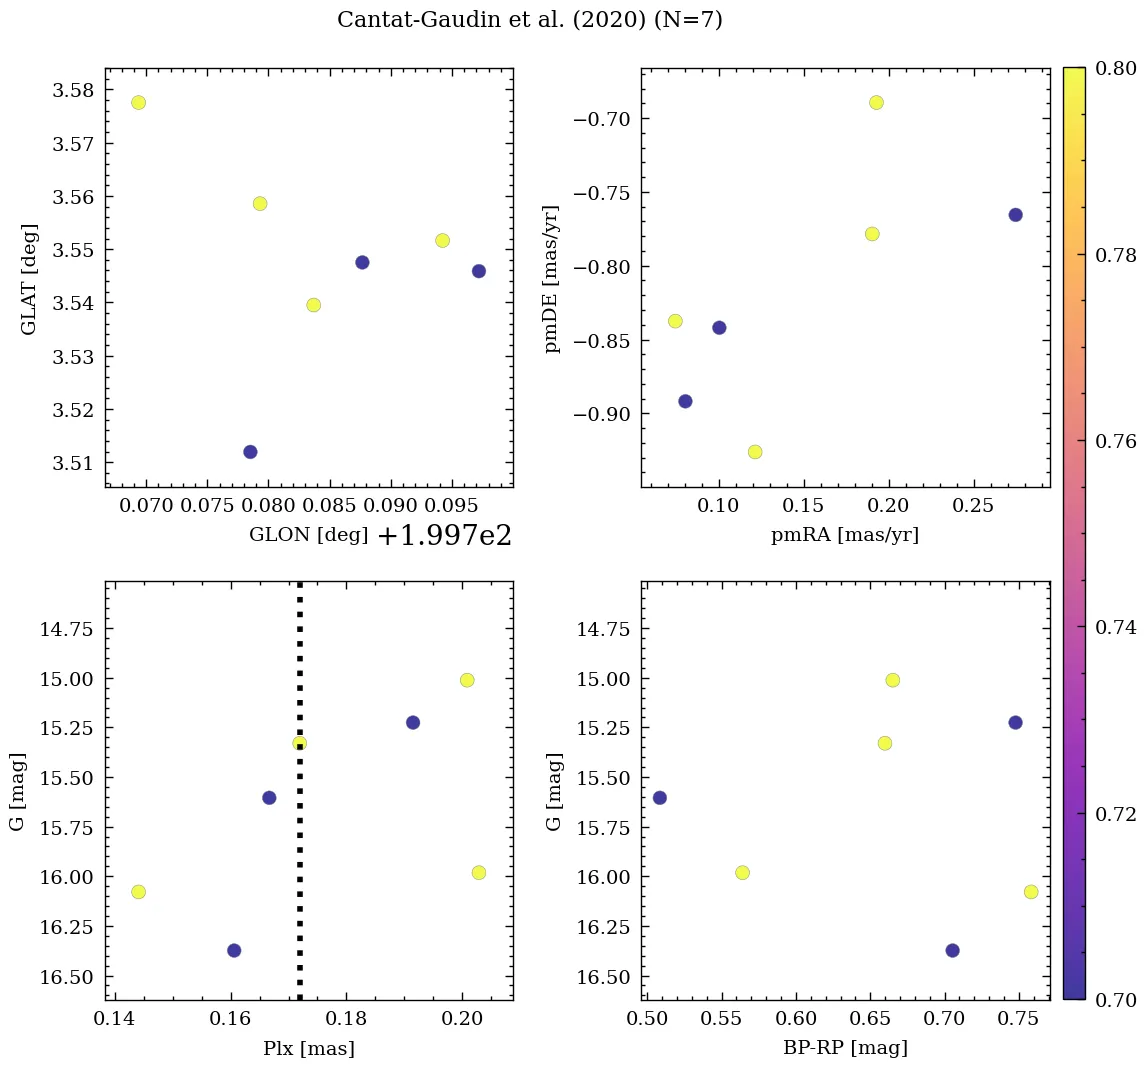 Cantat-Gaudin et al. (2020) (N=7)
3.58
3.57
3.56
3.55
3.54
3.53
3.52
3.51
GLAT [deg]
0.070 0.075 0.080 0.085 0.090 0.095
GLON [deg] +1.997e2
−0.70
−0.75
−0.80
−0.85
−0.90
pmDE [mas/yr]
0.10 0.15 0.20 0.25
pmRA [mas/yr]
14.75
15.00
15.25
15.50
15.75
16.00
16.25
16.50
G [mag]
0.14 0.16 0.18 0.20
Plx [mas]
14.75
15.00
15.25
15.50
15.75
16.00
16.25
16.50
G [mag]
0.50 0.55 0.60 0.65 0.70 0.75
BP-RP [mag]
0.80
0.78
0.76
0.74
0.72
0.70